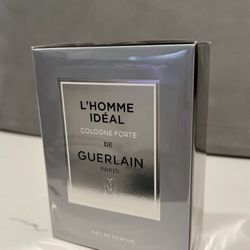 L'HOMME
IDÉAL
COLOGNE FORTE
DE
GUERLAIN
PARIS
EAU DE PARFUM